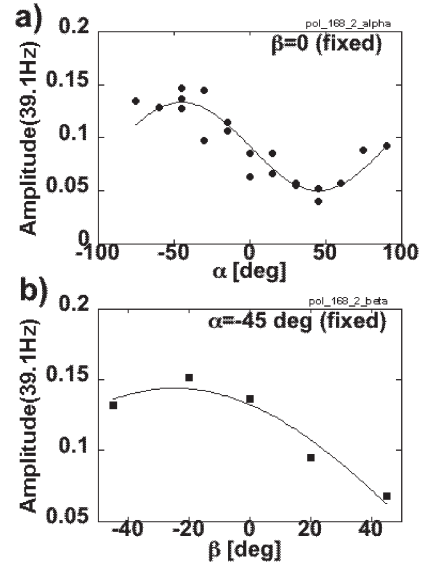 a)
pol_168_2_alpha
β=0 (fixed)
Amplitude(39.1Hz)
0.2
0.15
0.1
0.05
0
-100
-50
0
50
100
α [deg]
b)
pol_168_2_beta
α=-45 deg (fixed)
Amplitude(39.1Hz)
0.2
0.15
0.1
0.05
-40
-20
0
20
40
β [deg]